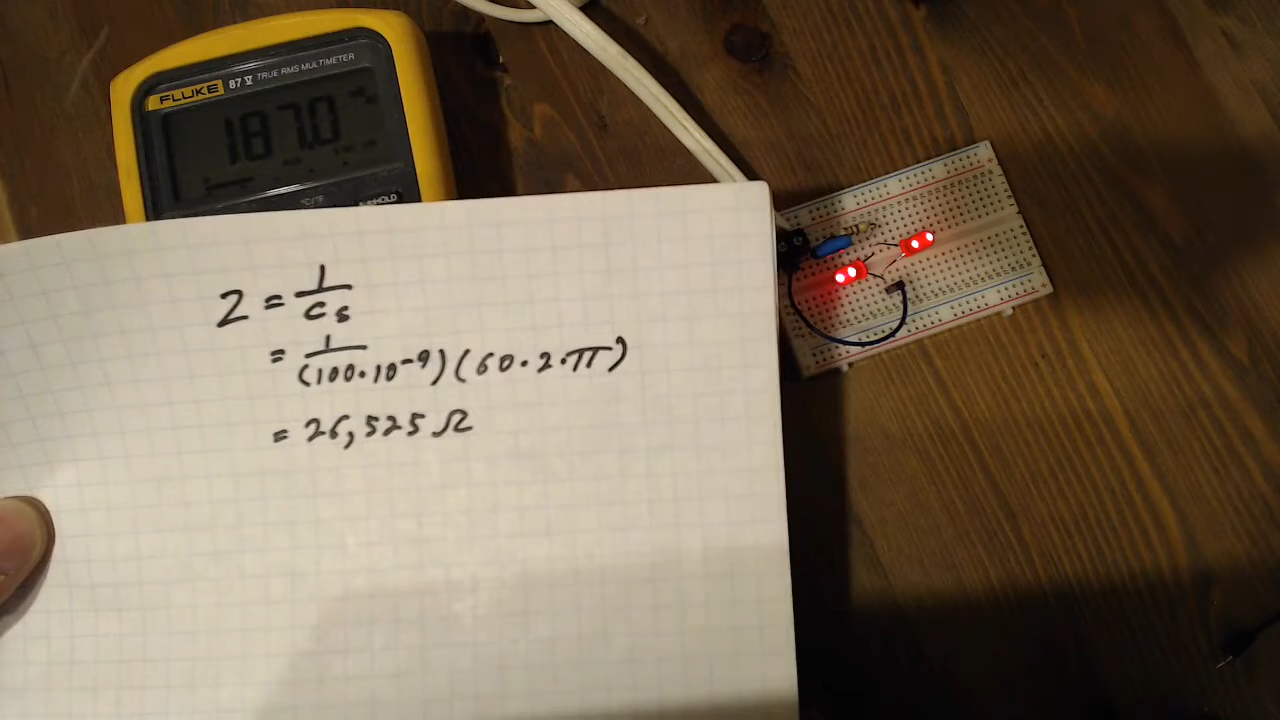 FLUKE 87 V TRUE RMS MULTIMETER
187.0
Z = 1/Cs
= 1/(100·10⁻⁹)(60·2·π)
= 26,525 Ω